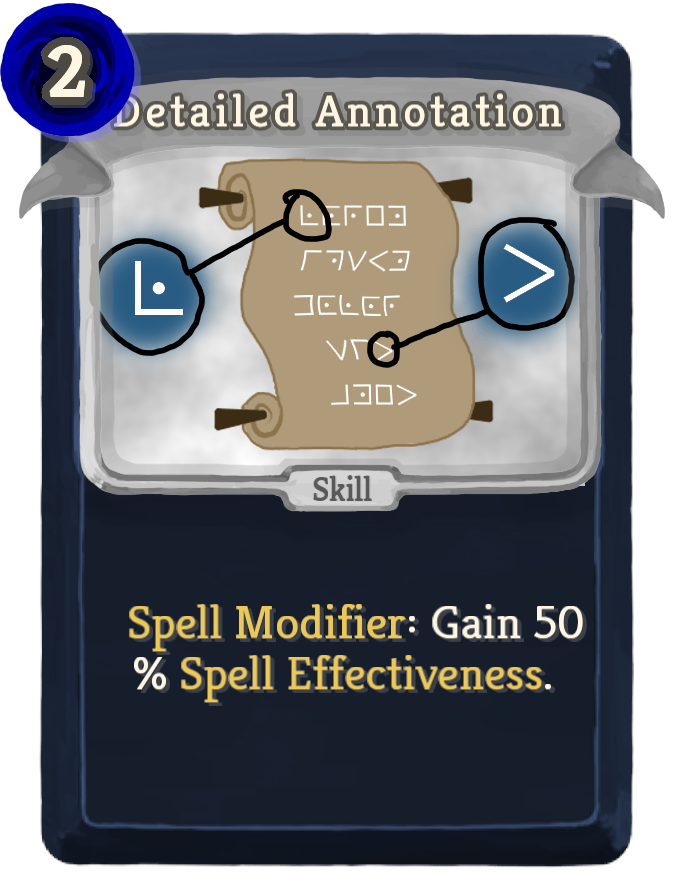 2
Detailed Annotation
Skill
Spell Modifier: Gain 50
% Spell Effectiveness.